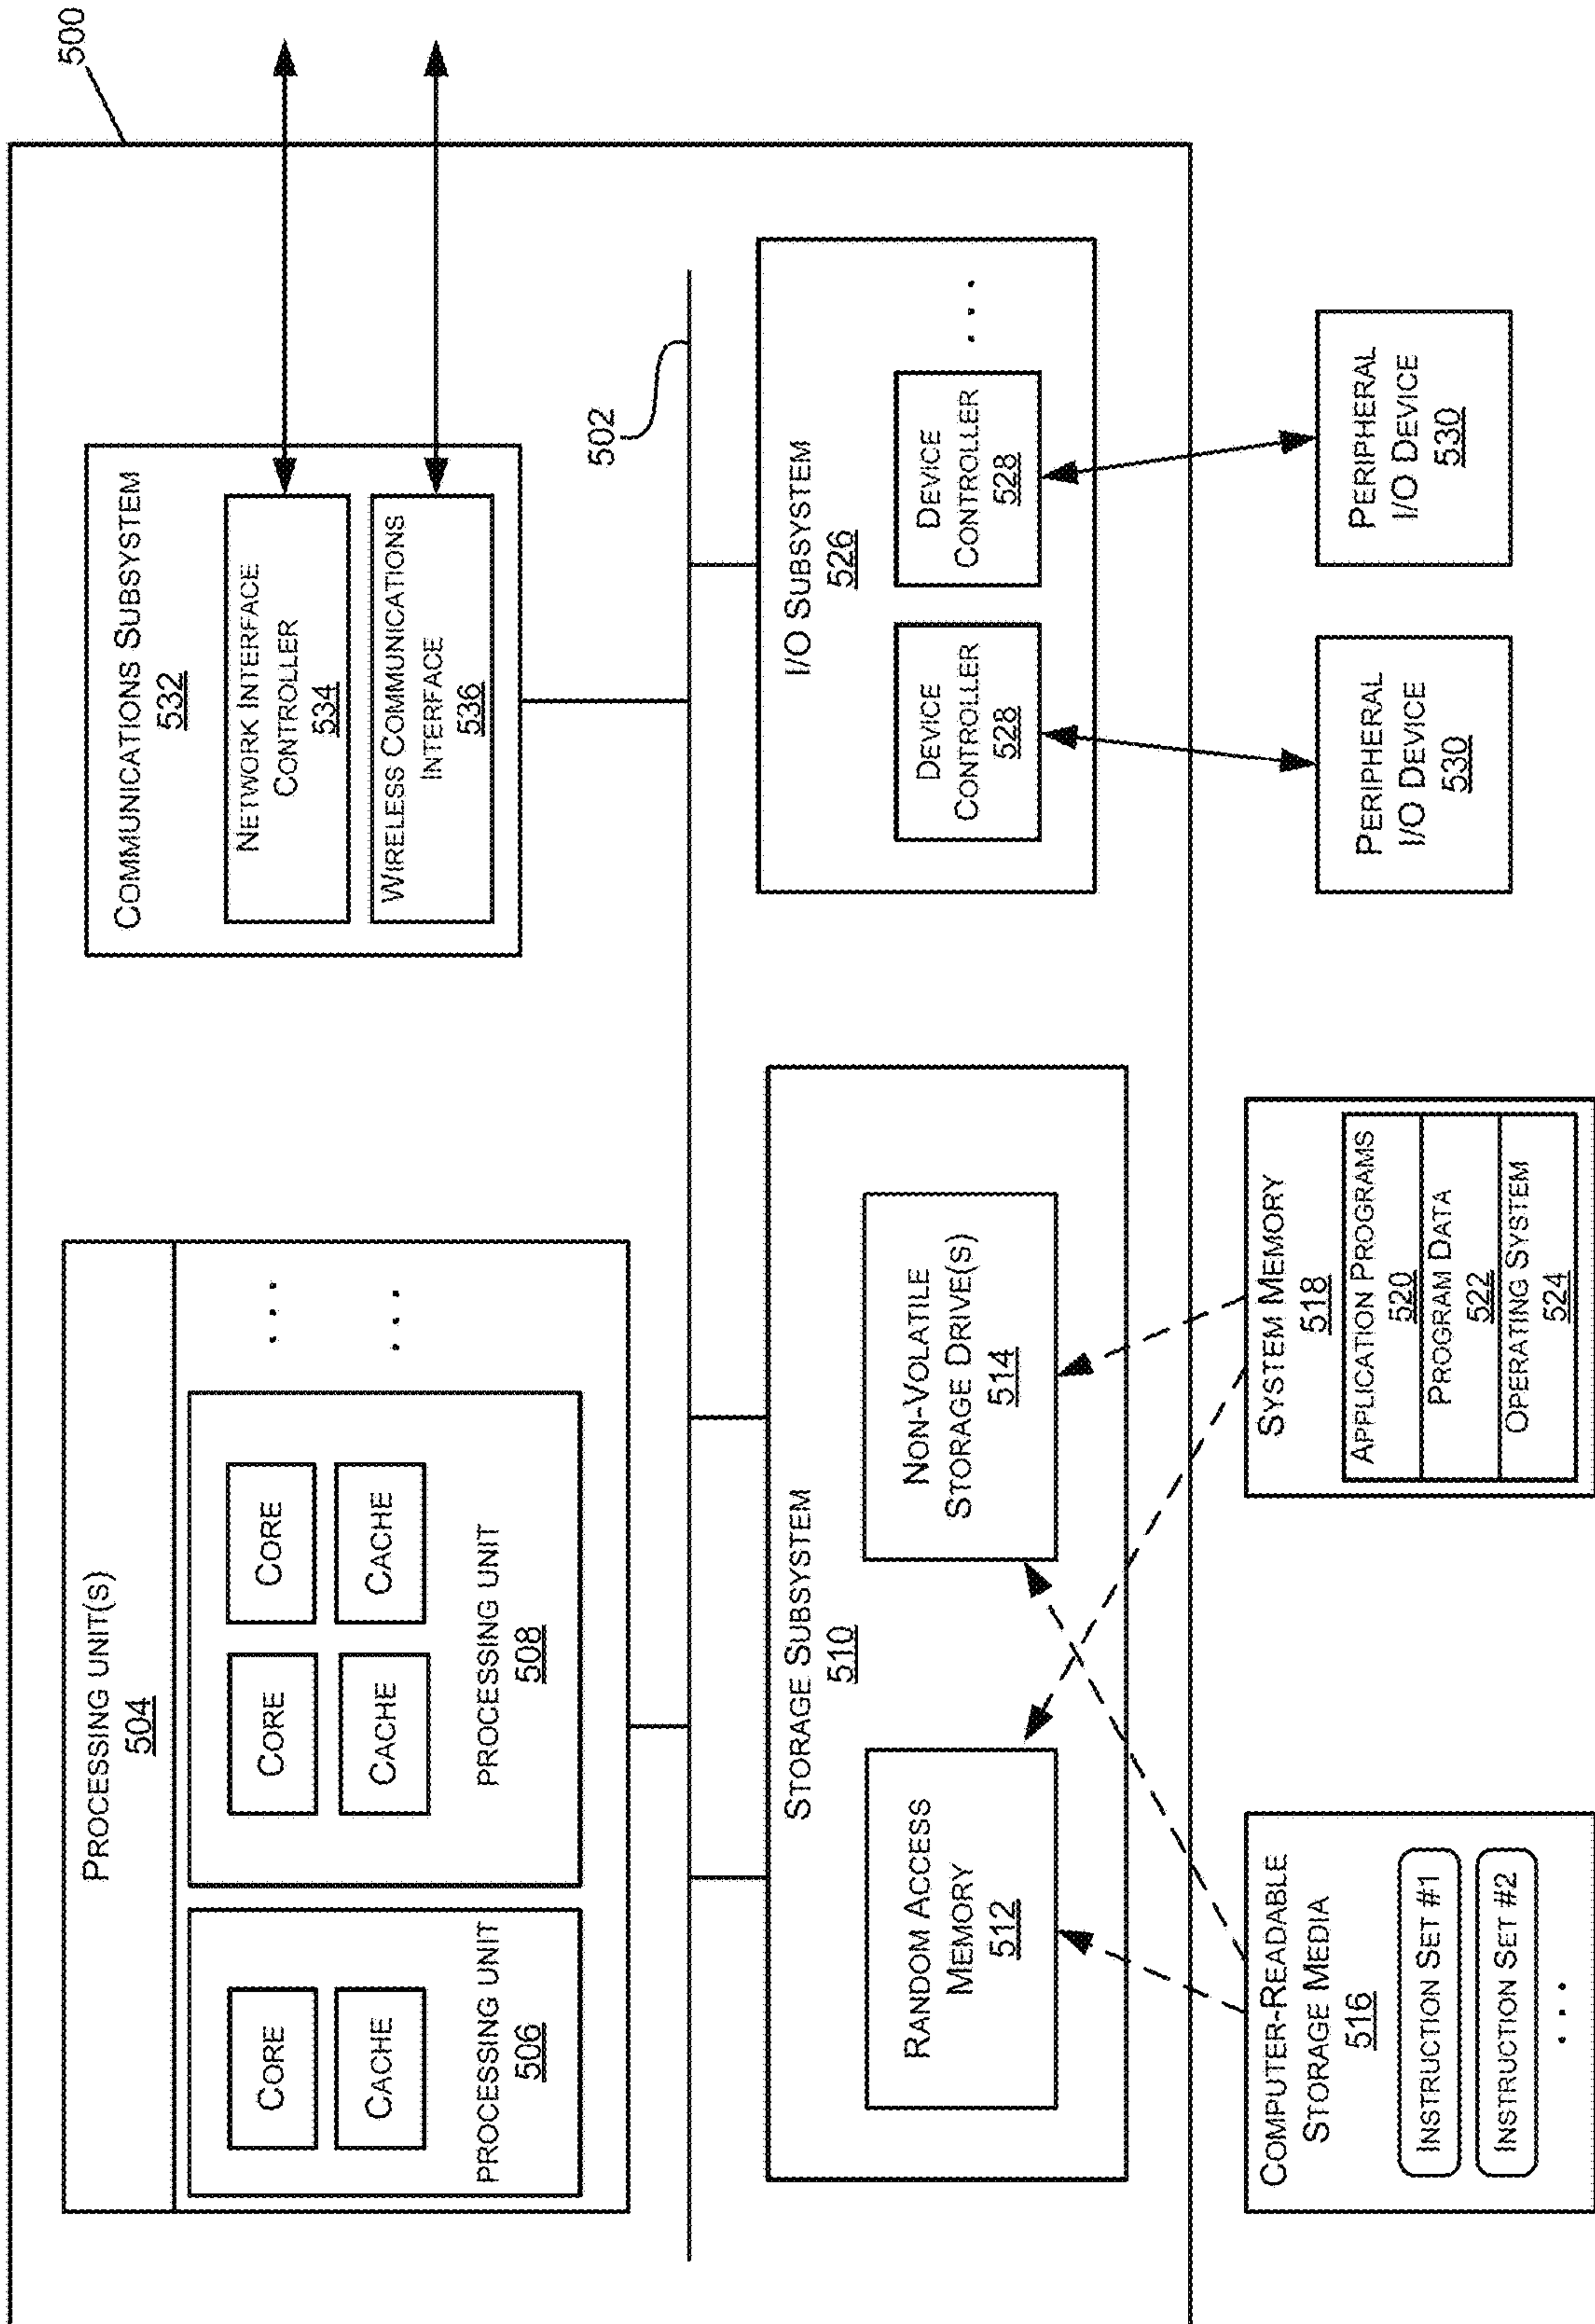 500
PROCESSING UNIT(S)
504
CORE
CACHE
PROCESSING UNIT
506
CORE
CORE
CACHE
CACHE
PROCESSING UNIT
508
. . .
. . .
COMMUNICATIONS SUBSYSTEM
532
NETWORK INTERFACE
CONTROLLER
534
WIRELESS COMMUNICATIONS
INTERFACE
536
502
STORAGE SUBSYSTEM
510
RANDOM ACCESS
MEMORY
512
NON-VOLATILE
STORAGE DRIVE(S)
514
I/O SUBSYSTEM
526
DEVICE
CONTROLLER
528
DEVICE
CONTROLLER
528
. . .
COMPUTER-READABLE
STORAGE MEDIA
516
INSTRUCTION SET #1
INSTRUCTION SET #2
. . .
SYSTEM MEMORY
518
APPLICATION PROGRAMS
520
PROGRAM DATA
522
OPERATING SYSTEM
524
PERIPHERAL
I/O DEVICE
530
PERIPHERAL
I/O DEVICE
530